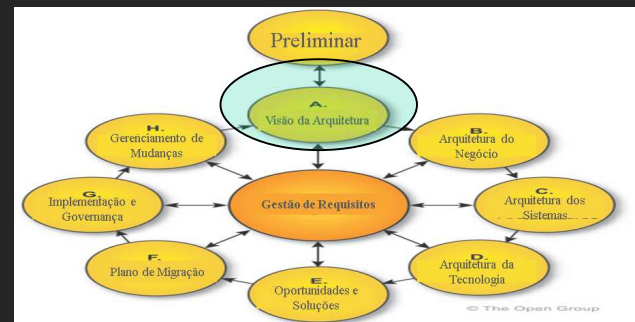 Preliminar
A.
Visão da Arquitetura
H.
Gerenciamento de
Mudanças
B.
Arquitetura do
Negócio
G.
Implementação e
Governança
Gestão de Requisitos
C.
Arquitetura dos
Sistemas
F.
Plano de Migração
D.
Arquitetura da
Tecnologia
E.
Oportunidades e
Soluções
© The Open Group